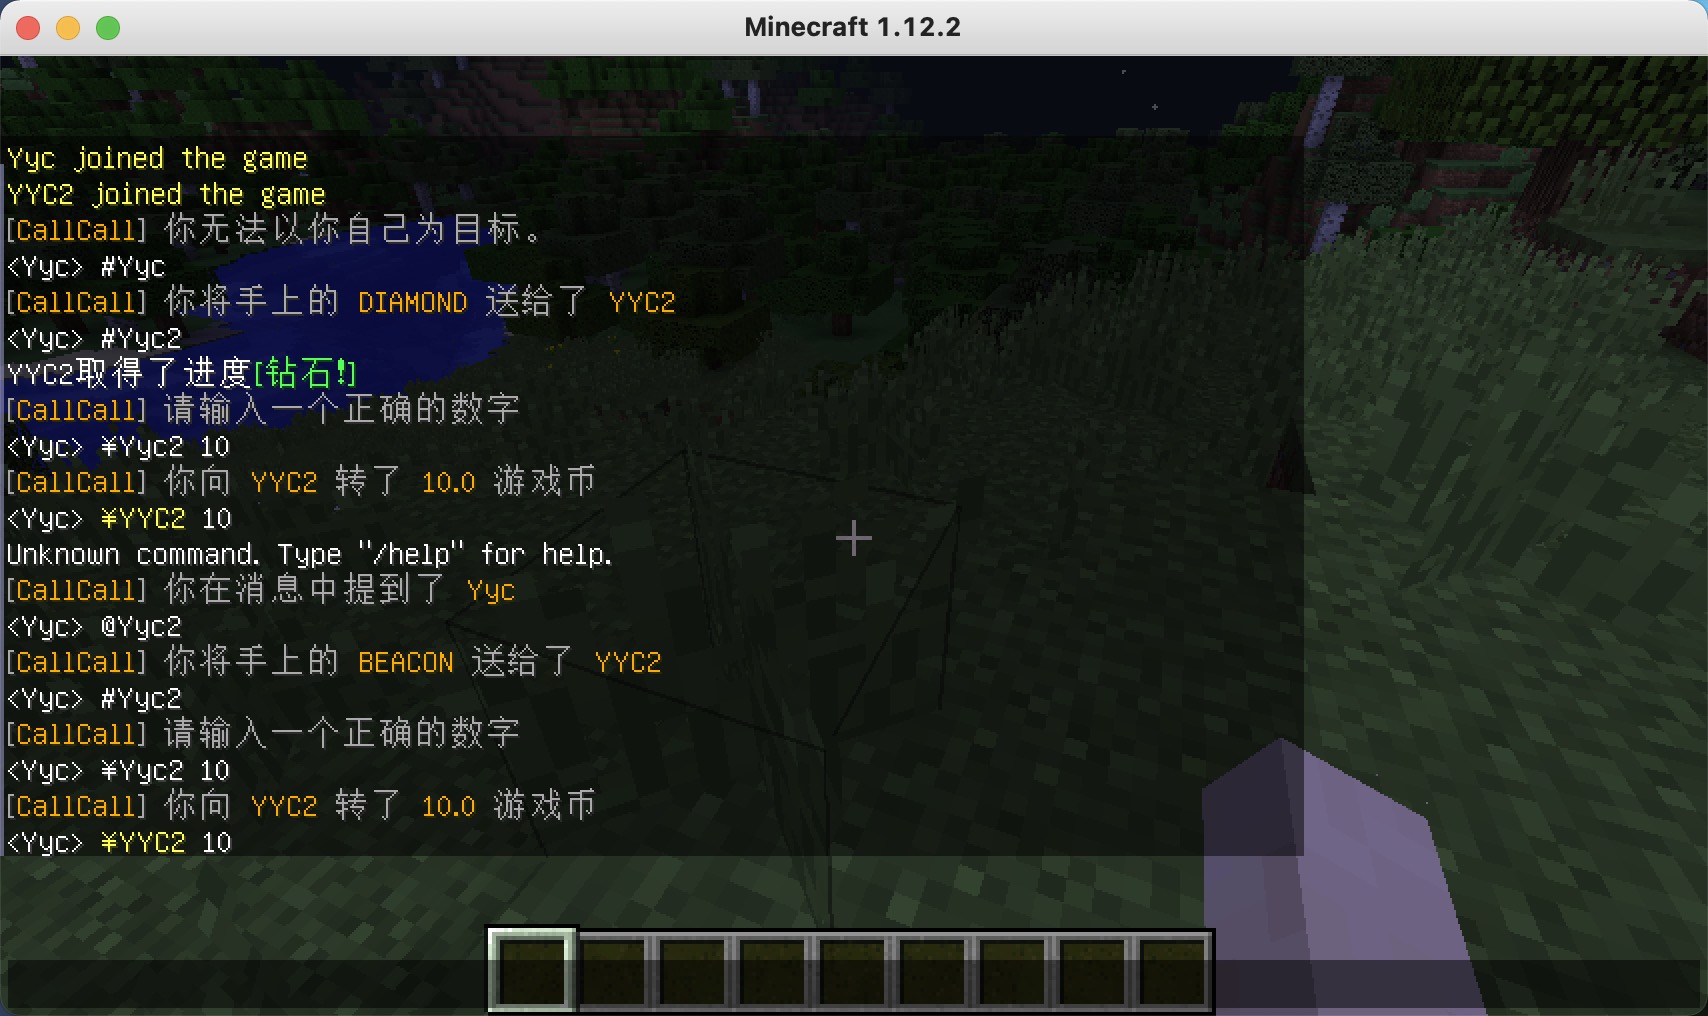 Minecraft 1.12.2
Yyc joined the game
YYC2 joined the game
[CallCall] 你无法以你自己为目标。
<Yyc> #Yyc
[CallCall] 你将手上的 DIAMOND 送给了 YYC2
<Yyc> #Yyc2
YYC2取得了进度[钻石!]
[CallCall] 请输入一个正确的数字
<Yyc> ¥Yyc2 10
[CallCall] 你向 YYC2 转了 10.0 游戏币
<Yyc> ¥YYC2 10
Unknown command. Type "/help" for help.
[CallCall] 你在消息中提到了 Yyc
<Yyc> @Yyc2
[CallCall] 你将手上的 BEACON 送给了 YYC2
<Yyc> #Yyc2
[CallCall] 请输入一个正确的数字
<Yyc> ¥Yyc2 10
[CallCall] 你向 YYC2 转了 10.0 游戏币
<Yyc> ¥YYC2 10